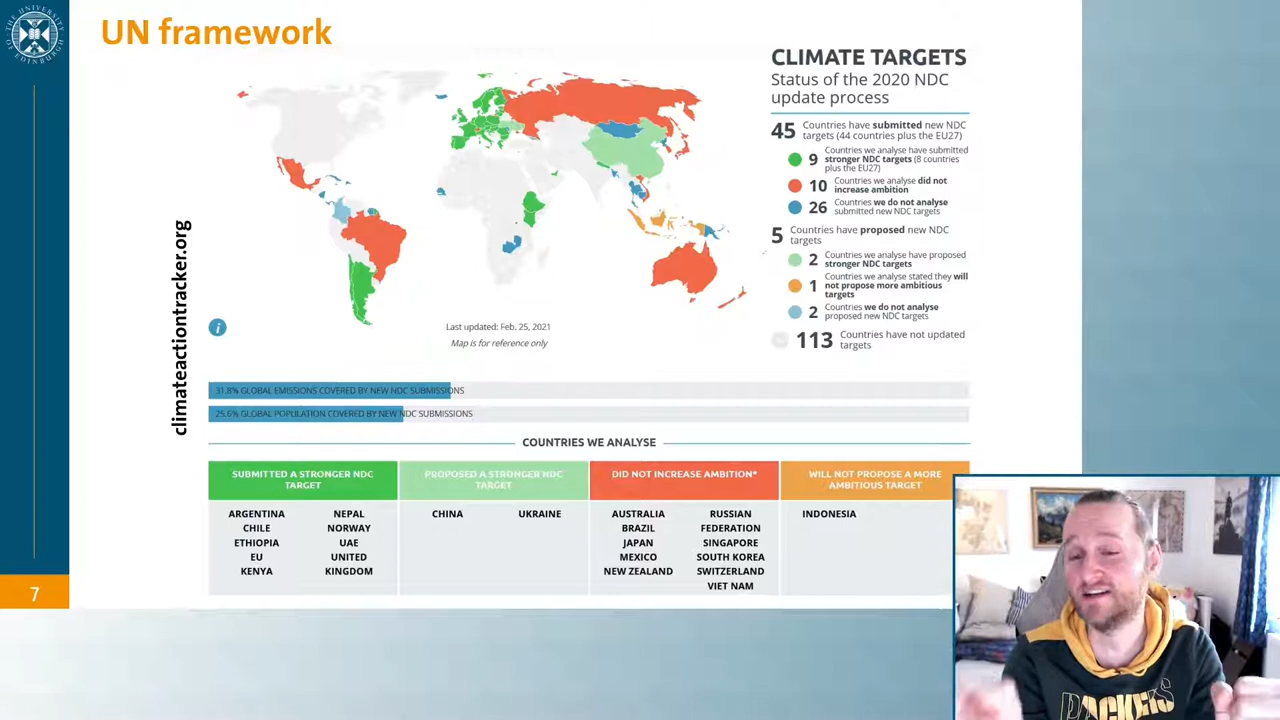 UN framework
THE UNIVERSITY
OF EDINBURGH
climateactiontracker.org
CLIMATE TARGETS
Status of the 2020 NDC
update process
45 Countries have submitted new NDC
targets (44 countries plus the EU27)
9 Countries we analyse have submitted
stronger NDC targets (8 countries
plus the EU27)
10 Countries we analyse did not
increase ambition
26 Countries we do not analyse
submitted new NDC targets
5 Countries have proposed new NDC
targets
2 Countries we analyse have proposed
stronger NDC targets
1 Countries we analyse stated they will
not propose more ambitious
targets
2 Countries we do not analyse
proposed new NDC targets
113 Countries have not updated
targets
i
Last updated: Feb. 25, 2021
Map is for reference only
31.8% GLOBAL EMISSIONS COVERED BY NEW NDC SUBMISSIONS
25.6% GLOBAL POPULATION COVERED BY NEW NDC SUBMISSIONS
COUNTRIES WE ANALYSE
SUBMITTED A STRONGER NDC
TARGET
ARGENTINA
CHILE
ETHIOPIA
EU
KENYA
NEPAL
NORWAY
UAE
UNITED
KINGDOM
PROPOSED A STRONGER NDC
TARGET
CHINA
UKRAINE
DID NOT INCREASE AMBITION*
AUSTRALIA
BRAZIL
JAPAN
MEXICO
NEW ZEALAND
RUSSIAN
FEDERATION
SINGAPORE
SOUTH KOREA
SWITZERLAND
VIET NAM
WILL NOT PROPOSE A MORE
AMBITIOUS TARGET
INDONESIA
7
PACKERS